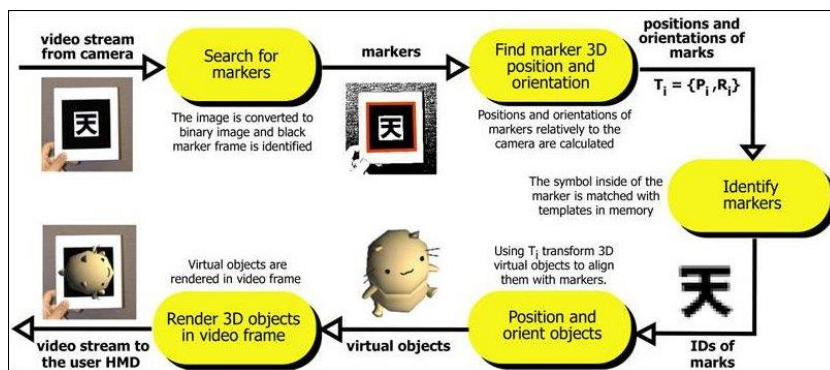 video stream
from camera
Search for
markers
The image is converted to
binary image and black
marker frame is identified
天
markers
天
Find marker 3D
position and
orientation
Positions and orientations of
markers relatively to the
camera are calculated
positions and
orientations of
marks
Ti = {Pi ,Ri}
Identify
markers
The symbol inside of the
marker is matched with
templates in memory
天
IDs of
marks
Using Ti transform 3D
virtual objects to align
them with markers.
Position and
orient objects
virtual objects
Virtual objects are
rendered in video frame
Render 3D objects
in video frame
video stream to
the user HMD